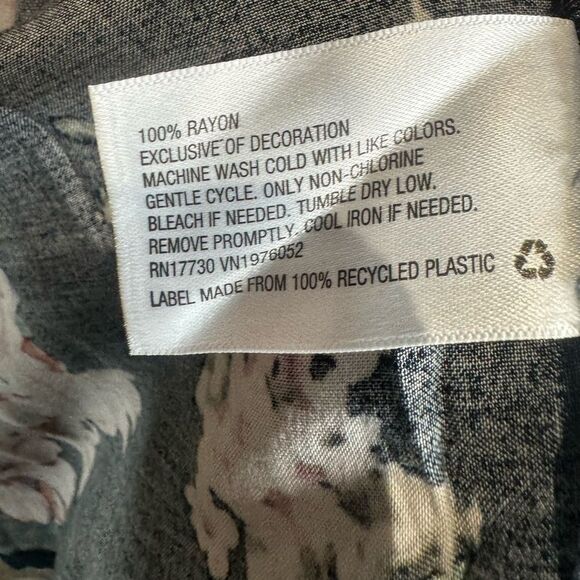 100% RAYON
EXCLUSIVE OF DECORATION
MACHINE WASH COLD WITH LIKE COLORS.
GENTLE CYCLE. ONLY NON-CHLORINE
BLEACH IF NEEDED. TUMBLE DRY LOW.
REMOVE PROMPTLY. COOL IRON IF NEEDED.
RN17730 VN1976052
LABEL MADE FROM 100% RECYCLED PLASTIC